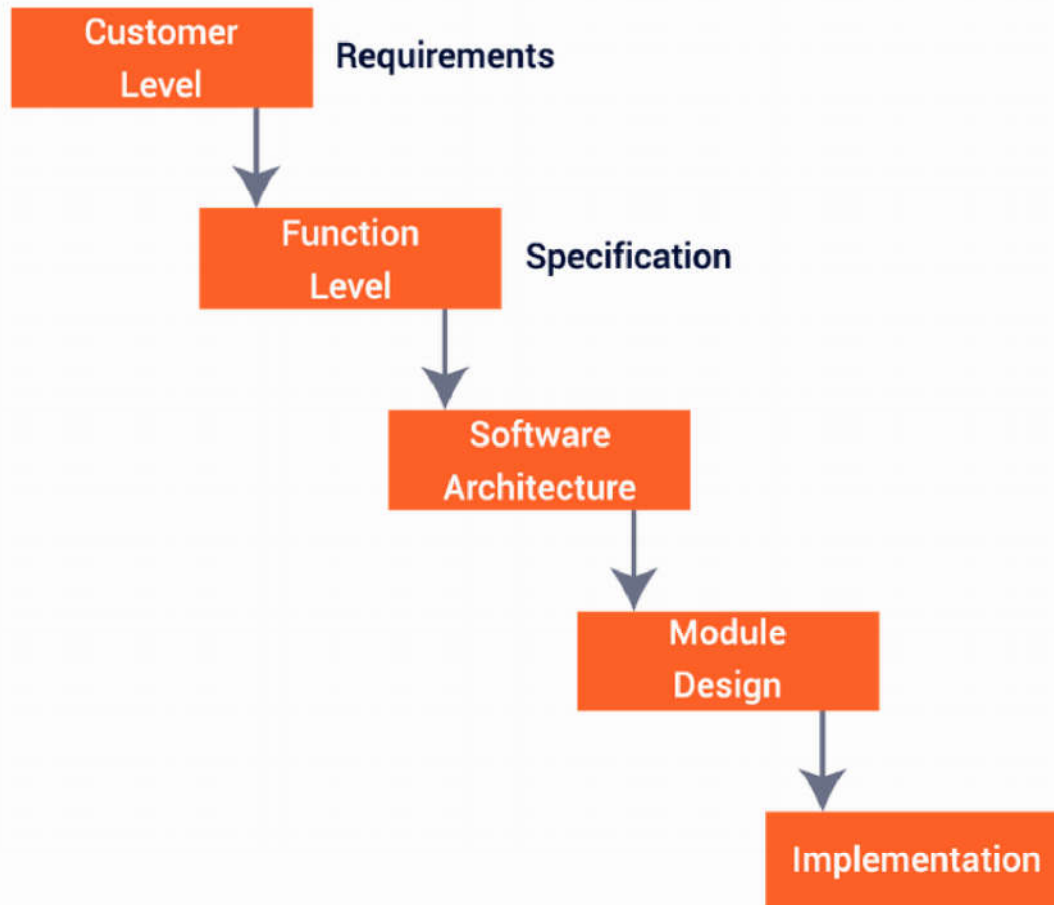 Customer
Level
Requirements
Function
Level
Specification
Software
Architecture
Module
Design
Implementation